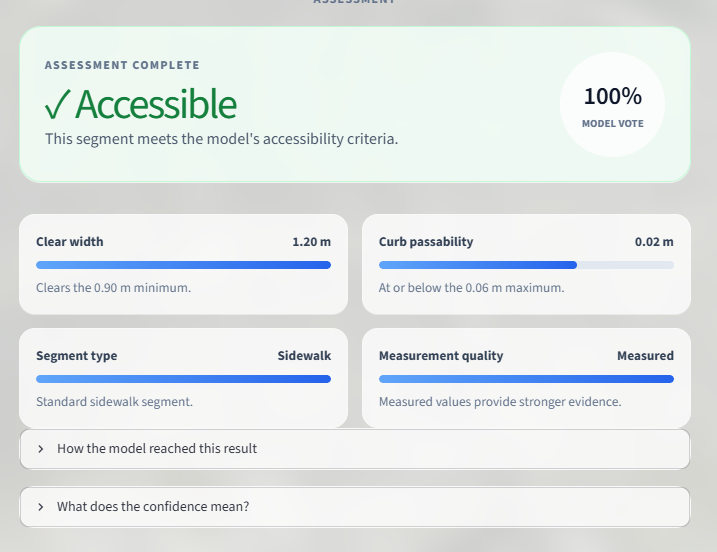 ASSESSMENT
ASSESSMENT COMPLETE
✓ Accessible
This segment meets the model's accessibility criteria.
100%
MODEL VOTE
Clear width 1.20 m
Clears the 0.90 m minimum.
Curb passability 0.02 m
At or below the 0.06 m maximum.
Segment type Sidewalk
Standard sidewalk segment.
Measurement quality Measured
Measured values provide stronger evidence.
How the model reached this result
What does the confidence mean?